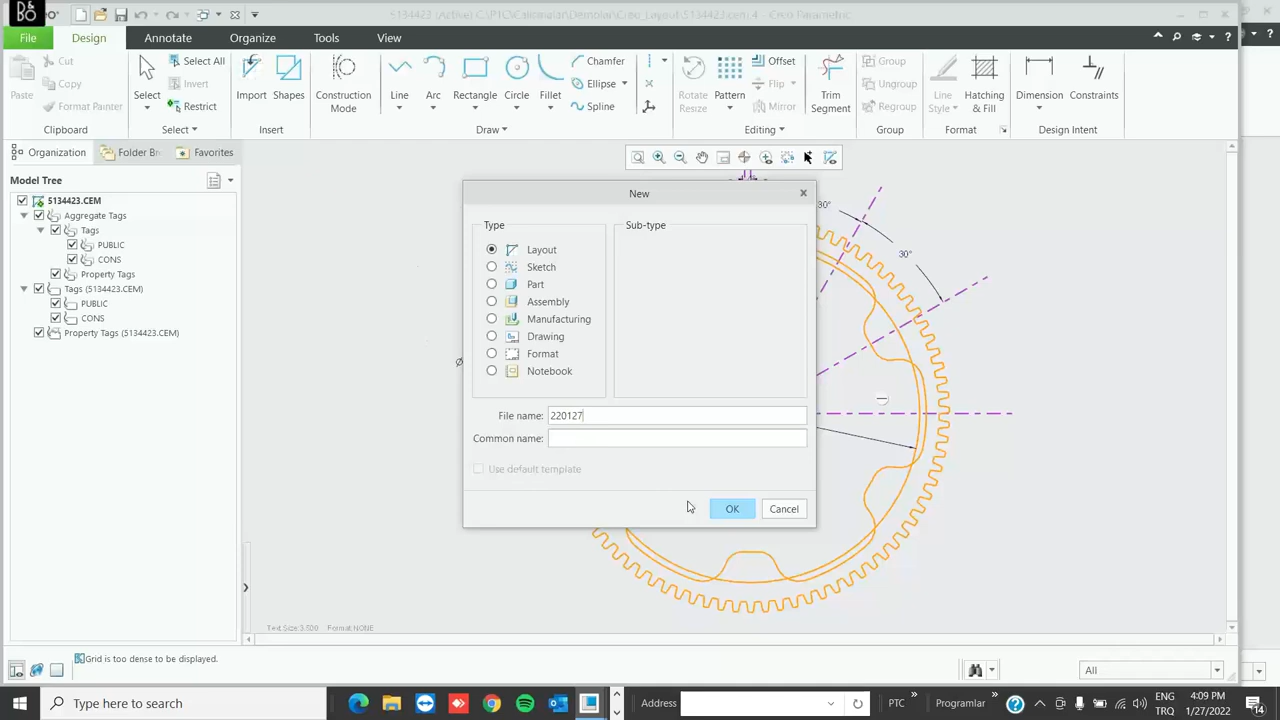 B&O
5134423 (Active) C:\PTC\Calismalar\Demolar\Creo_Layout\5134423.cem.4 - Creo Parametric
File Design Annotate Organize Tools View
Paste Cut Copy Format Painter
Select Select All Invert Restrict
Import Shapes Construction Mode
Line Arc Rectangle Circle Fillet Chamfer Ellipse Spline
Rotate Resize Pattern Offset Flip Mirror Trim Segment
Group Ungroup Regroup
Line Style Hatching & Fill Dimension Constraints
Clipboard Select Insert Draw Editing Group Format Design Intent
Organization Folder Br Favorites
Model Tree
5134423.CEM
Aggregate Tags
Tags
PUBLIC
CONS
Property Tags
Tags (5134423.CEM)
PUBLIC
CONS
Property Tags (5134423.CEM)
30°
30°
Ø
New
Type Sub-type
Layout
Sketch
Part
Assembly
Manufacturing
Drawing
Format
Notebook
File name: 220127
Common name:
Use default template
OK Cancel
Text Size:3.500 Format:NONE
Grid is too dense to be displayed.
All
Type here to search
Address
PTC
Programlar
ENG
TRQ
4:09 PM
1/27/2022
14